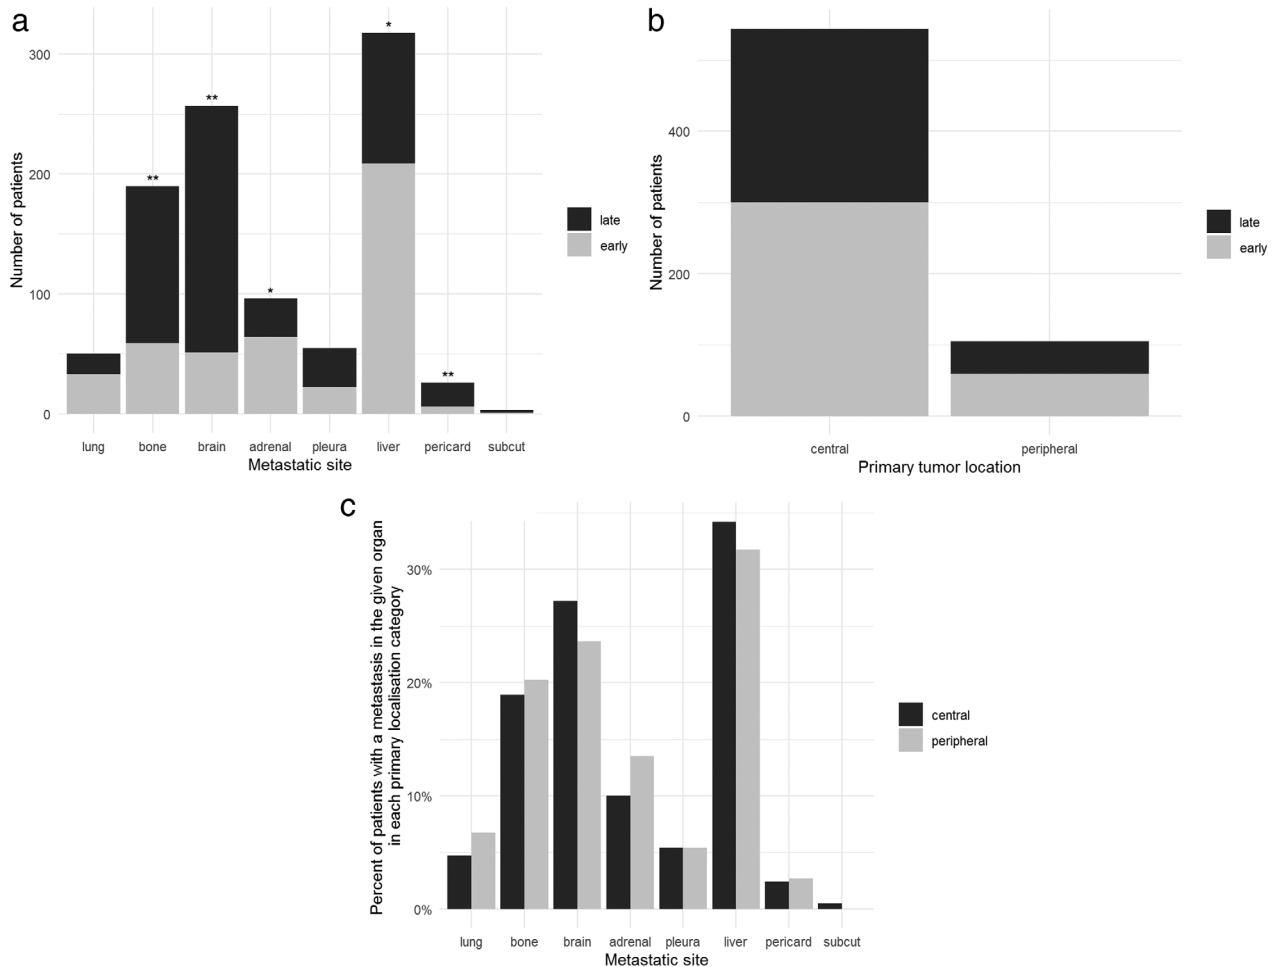 a
Number of patients
300
200
100
0
*
**
**
*
**
lung bone brain adrenal pleura liver pericard subcut
Metastatic site
late
early
b
Number of patients
400
200
0
central peripheral
Primary tumor location
late
early
c
Percent of patients with a metastasis in the given organ
in each primary localisation category
30%
20%
10%
0%
lung bone brain adrenal pleura liver pericard subcut
Metastatic site
central
peripheral